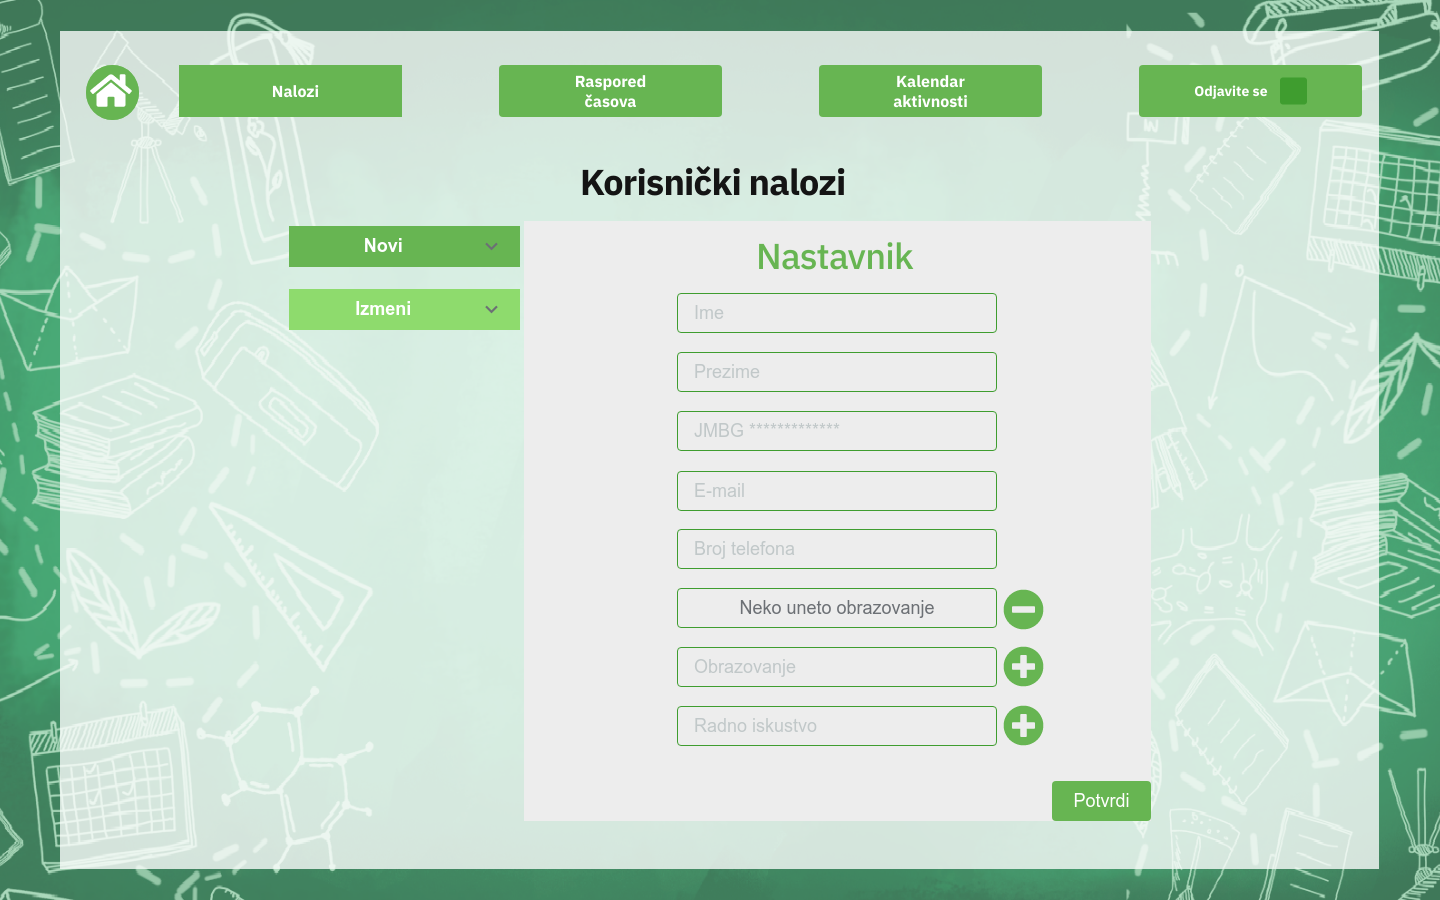 Nalozi
Raspored
časova
Kalendar
aktivnosti
Odjavite se
Korisnički nalozi
Novi
Izmeni
Nastavnik
Ime
Prezime
JMBG *************
E-mail
Broj telefona
Neko uneto obrazovanje
Obrazovanje
Radno iskustvo
Potvrdi